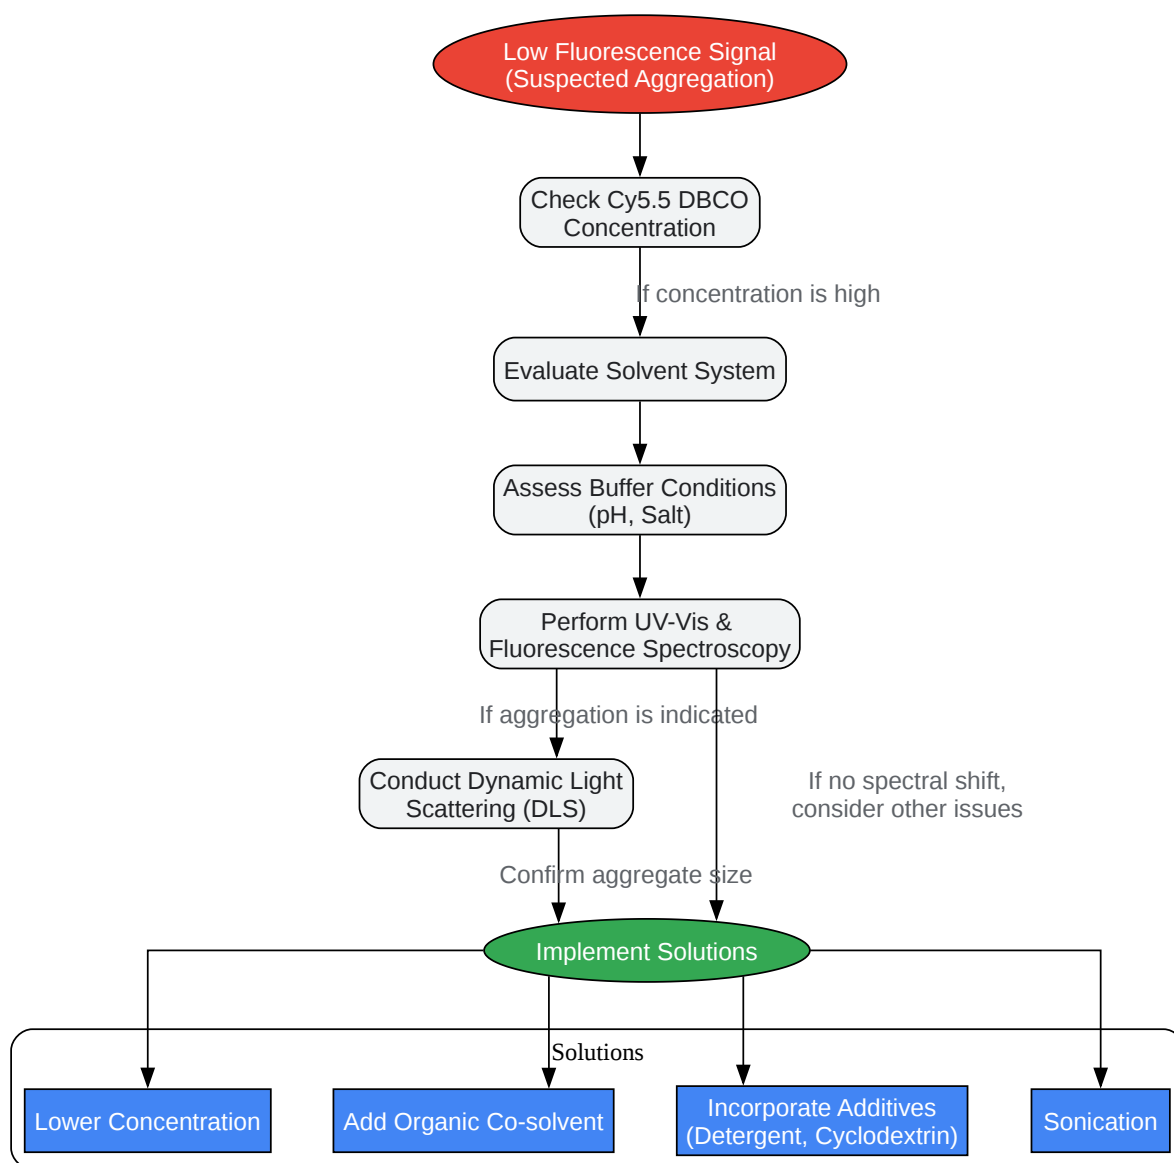 Low Fluorescence Signal
(Suspected Aggregation)
Check Cy5.5 DBCO
Concentration
If concentration is high
Evaluate Solvent System
Assess Buffer Conditions
(pH, Salt)
Perform UV-Vis &
Fluorescence Spectroscopy
If aggregation is indicated
Conduct Dynamic Light
Scattering (DLS)
If no spectral shift,
consider other issues
Confirm aggregate size
Implement Solutions
Solutions
Lower Concentration
Add Organic Co-solvent
Incorporate Additives
(Detergent, Cyclodextrin)
Sonication